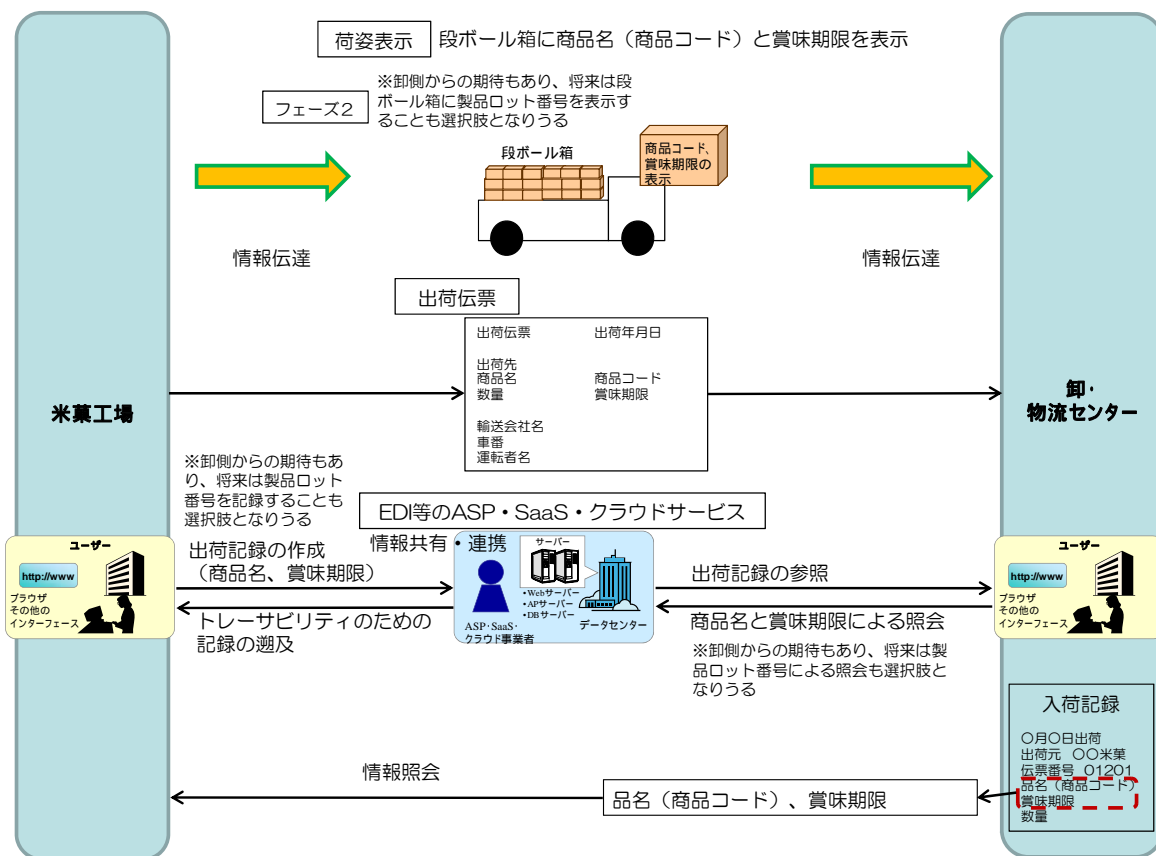 荷姿表示
段ボール箱に商品名（商品コード）と賞味期限を表示
フェーズ2
※卸側からの期待もあり、将来は段
ボール箱に製品ロット番号を表示す
ることも選択肢となりうる
段ボール箱
商品コード、
賞味期限の
表示
情報伝達
情報伝達
出荷伝票
出荷伝票 出荷年月日
出荷先
商品名 商品コード
数量 賞味期限
輸送会社名
車番
運転者名
米菓工場
卸・
物流センター
※卸側からの期待もあ
り、将来は製品ロット
番号を記録することも
選択肢となりうる
EDI等のASP・SaaS・クラウドサービス
情報共有・連携
ユーザー
http://www
ブラウザ
その他の
インターフェース
出荷記録の作成
（商品名、賞味期限）
トレーサビリティのための
記録の遡及
サーバー
•Webサーバー
•APサーバー
•DBサーバー
ASP・SaaS・
クラウド事業者
データセンター
出荷記録の参照
商品名と賞味期限による照会
※卸側からの期待もあり、将来は製
品ロット番号による照会も選択肢と
なりうる
ユーザー
http://www
ブラウザ
その他の
インターフェース
入荷記録
〇月〇日出荷
出荷元 〇〇米菓
伝票番号 01201
品名（商品コード）
賞味期限
数量
情報照会
品名（商品コード）、賞味期限